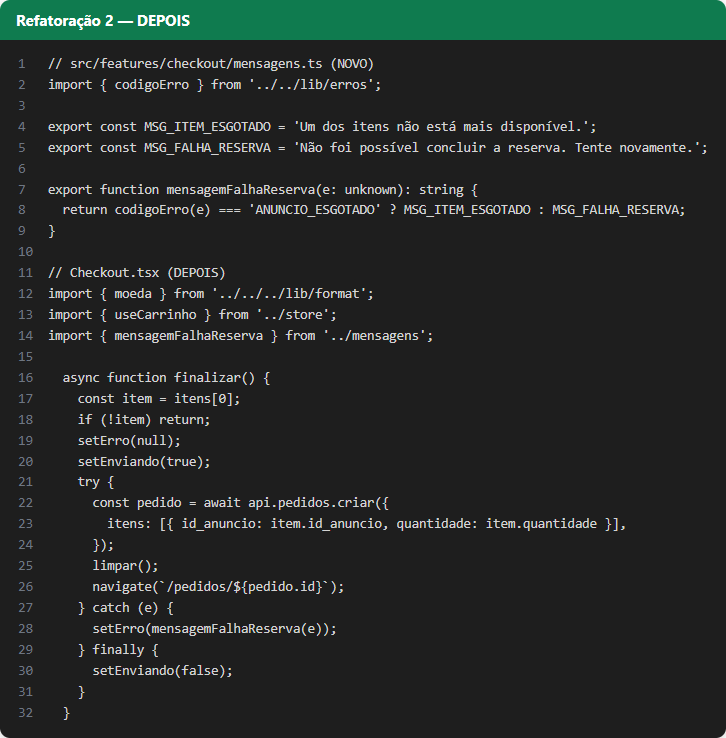 Refatoração 2 — DEPOIS
1 // src/features/checkout/mensagens.ts (NOVO)
2 import { codigoErro } from '../../lib/erros';
3
4 export const MSG_ITEM_ESGOTADO = 'Um dos itens não está mais disponível.';
5 export const MSG_FALHA_RESERVA = 'Não foi possível concluir a reserva. Tente novamente.';
6
7 export function mensagemFalhaReserva(e: unknown): string {
8   return codigoErro(e) === 'ANUNCIO_ESGOTADO' ? MSG_ITEM_ESGOTADO : MSG_FALHA_RESERVA;
9 }
10
11 // Checkout.tsx (DEPOIS)
12 import { moeda } from '../../../lib/format';
13 import { useCarrinho } from '../store';
14 import { mensagemFalhaReserva } from '../mensagens';
15
16   async function finalizar() {
17     const item = itens[0];
18     if (!item) return;
19     setErro(null);
20     setEnviando(true);
21     try {
22       const pedido = await api.pedidos.criar({
23         itens: [{ id_anuncio: item.id_anuncio, quantidade: item.quantidade }],
24       });
25       limpar();
26       navigate(`/pedidos/${pedido.id}`);
27     } catch (e) {
28       setErro(mensagemFalhaReserva(e));
29     } finally {
30       setEnviando(false);
31     }
32   }